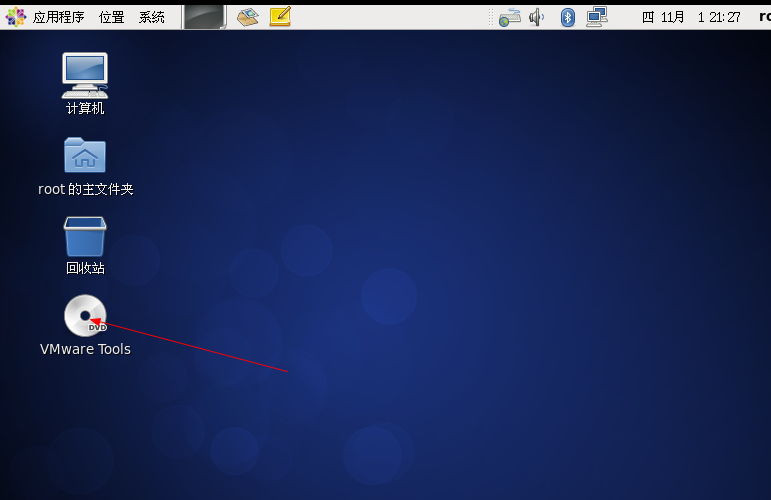 应用程序 位置 系统 四 11月 1 21:27 ro
计算机
root 的主文件夹
回收站
DVD
VMware Tools